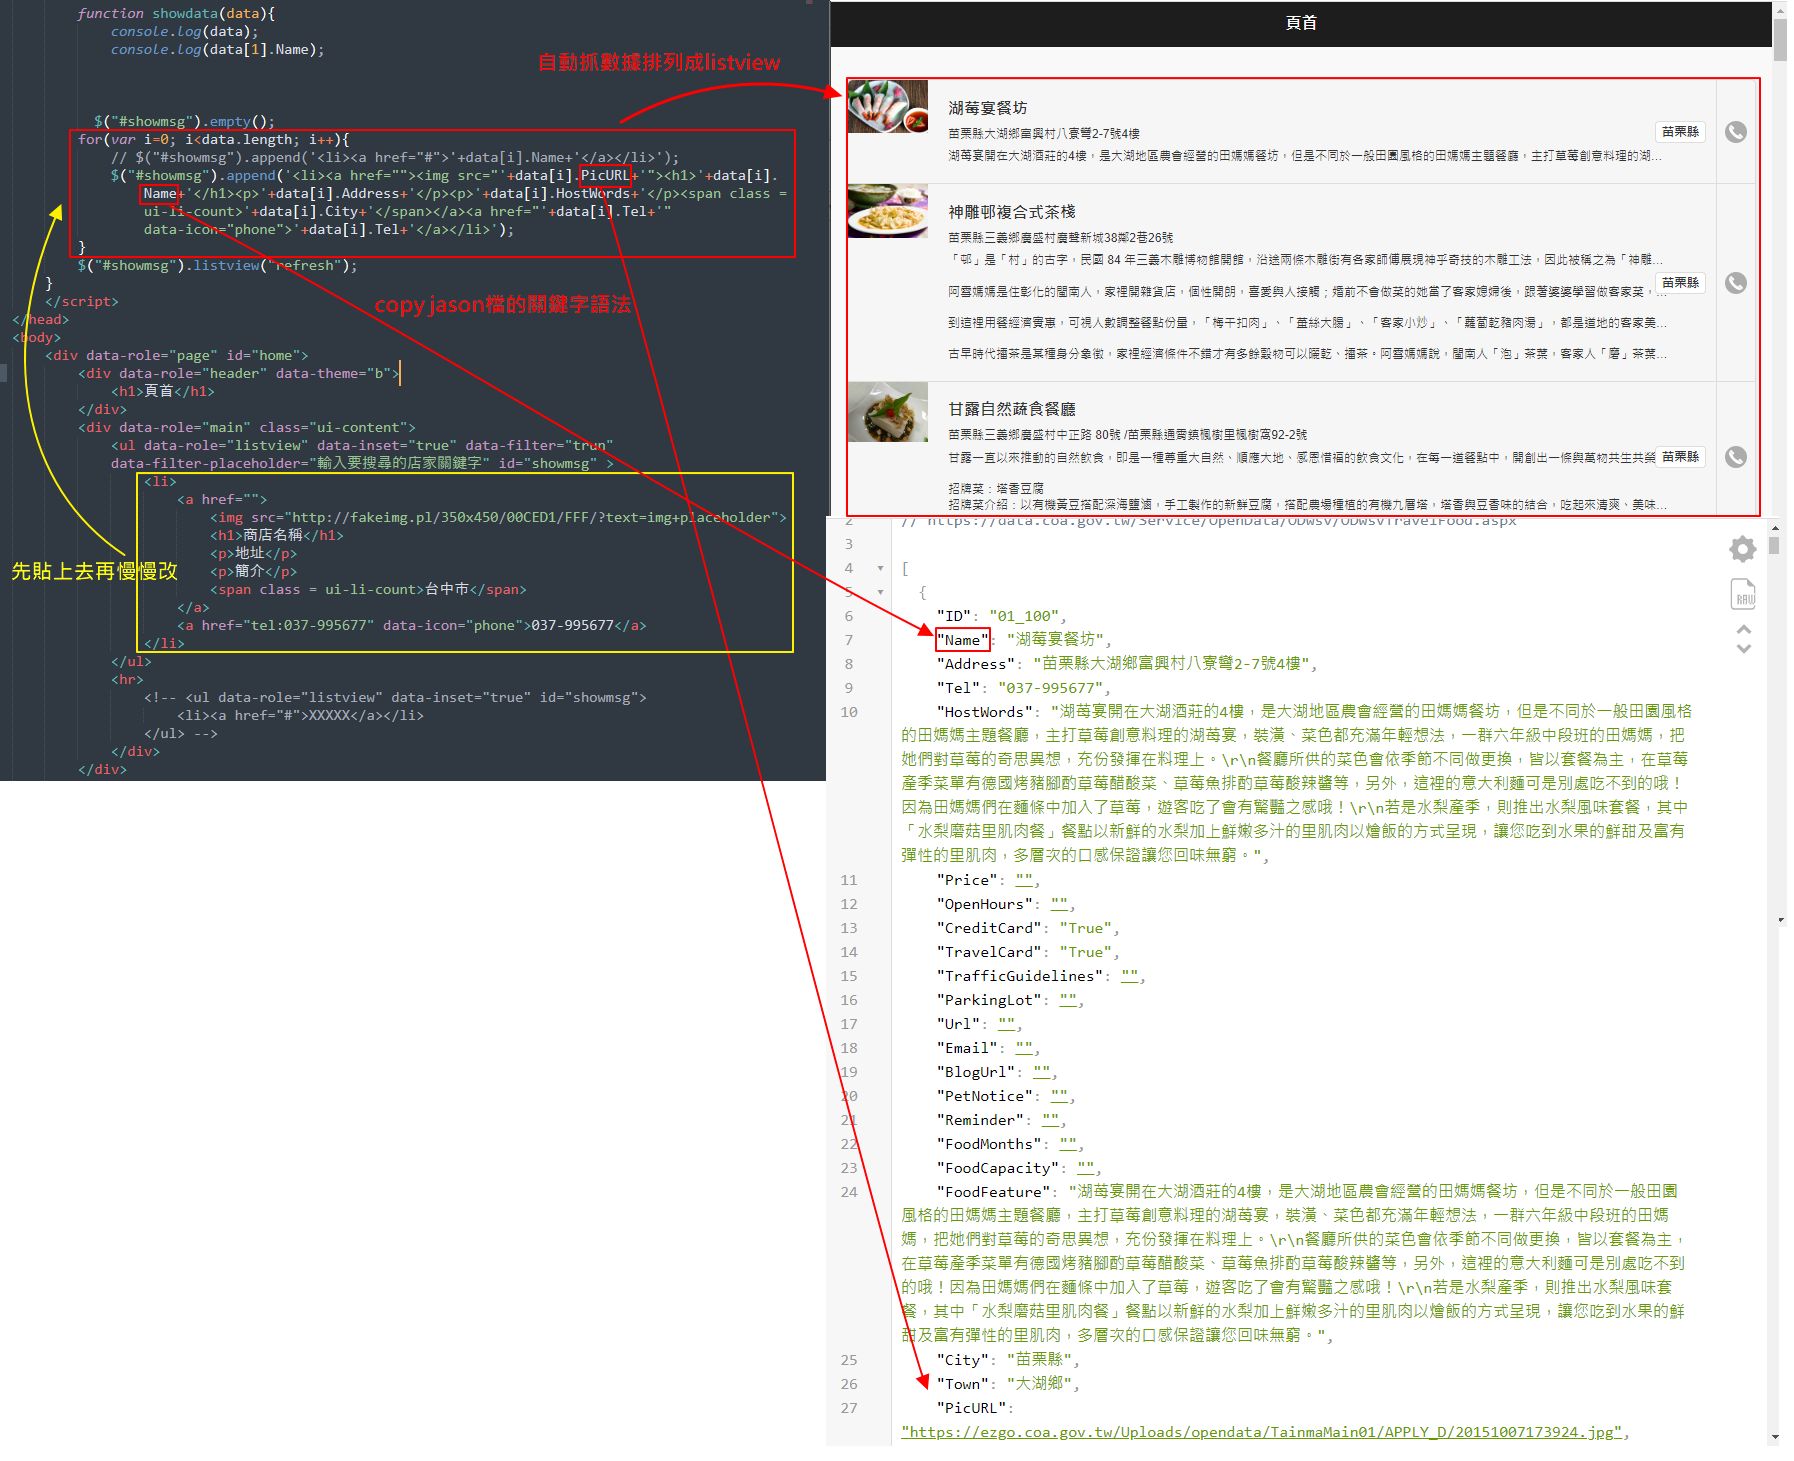 function showdata(data){
console.log(data);
console.log(data[1].Name);
自動抓數據排列成listview
$("#showmsg").empty();
for(var i=0; i<data.length; i++){
// $("#showmsg").append('<li><a href="#">'+data[i].Name+'</a></li>');
$("#showmsg").append('<li><a href=""><img src="'+data[i].PicURL+'"><h1>'+data[i].
Name+'</h1><p>'+data[i].Address+'</p><p>'+data[i].HostWords+'</p><span class =
ui-li-count>'+data[i].City+'</span></a><a href="'+data[i].Tel+'"
data-icon="phone">'+data[i].Tel+'</a></li>');
}
$("#showmsg").listview("refresh");
}
</script>
copy jason檔的關鍵字語法
</head>
<body>
<div data-role="page" id="home">
<div data-role="header" data-theme="b">
<h1>頁首</h1>
</div>
<div data-role="main" class="ui-content">
<ul data-role="listview" data-inset="true" data-filter="trun"
data-filter-placeholder="輸入要搜尋的店家關鍵字" id="showmsg" >
<li>
<a href="">
<img src="http://fakeimg.pl/350x450/00CED1/FFF/?text=img+placeholder">
<h1>商店名稱</h1>
<p>地址</p>
<p>簡介</p>
<span class = ui-li-count>台中市</span>
</a>
<a href="tel:037-995677" data-icon="phone">037-995677</a>
</li>
先貼上去再慢慢改
</ul>
<hr>
<!-- <ul data-role="listview" data-inset="true" id="showmsg">
<li><a href="#">XXXXX</a></li>
</ul> -->
</div>
</div>
頁首
湖莓宴餐坊
苗栗縣大湖鄉富興村八寮彎2-7號4樓
苗栗縣
湖莓宴開在大湖酒莊的4樓，是大湖地區農會經營的田媽媽餐坊，但是不同於一般田園風格的田媽媽主題餐廳，主打草莓創意料理的湖...
神雕邨複合式茶棧
苗栗縣三義鄉廣盛村廣聲新城38鄰2巷26號
「邨」是「村」的古字，民國 84 年三義木雕博物館開館，沿途兩條木雕街有各家師傅展現神乎奇技的木雕工法，因此被稱之為「神雕...
苗栗縣
阿雪媽媽是住彰化的閩南人，家裡開雜貨店，個性開朗，喜愛與人接觸；婚前不會做菜的她當了客家媳婦後，跟著婆婆學習做客家菜，...
到這裡用餐經濟實惠，可視人數調整餐點份量，「梅干扣肉」、「薑絲大腸」、「客家小炒」、「蘿蔔乾豬肉湯」，都是道地的客家美...
古早時代擂茶是某種身分象徵，家裡經濟條件不錯才有多餘穀物可以曬乾、擂茶。阿雪媽媽說，閩南人「泡」茶葉，客家人「磨」茶葉...
甘露自然蔬食餐廳
苗栗縣三義鄉廣盛村中正路 80號 /苗栗縣通霄鎮楓樹里楓樹窩92-2號
甘露一直以來推動的自然飲食，即是一種尊重大自然、順應大地、感恩惜福的飲食文化，在每一道餐點中，開創出一條與萬物共生共榮
苗栗縣
招牌菜：塔香豆腐
招牌菜介紹：以有機黃豆搭配深海鹽滷，手工製作的新鮮豆腐，搭配農場種植的有機九層塔，塔香與豆香味的結合，吃起來清爽、美味...
2 // https://data.coa.gov.tw/Service/OpenData/ODwsv/ODwsvTravelFood.aspx
3
4 [
5 {
6 "ID": "01_100",
7 "Name": "湖莓宴餐坊",
8 "Address": "苗栗縣大湖鄉富興村八寮彎2-7號4樓",
9 "Tel": "037-995677",
10 "HostWords": "湖莓宴開在大湖酒莊的4樓，是大湖地區農會經營的田媽媽餐坊，但是不同於一般田園風格
的田媽媽主題餐廳，主打草莓創意料理的湖莓宴，裝潢、菜色都充滿年輕想法，一群六年級中段班的田媽媽，把
她們對草莓的奇思異想，充份發揮在料理上。\r\n餐廳所供的菜色會依季節不同做更換，皆以套餐為主，在草莓
產季菜單有德國烤豬腳酌草莓醋酸菜、草莓魚排酌草莓酸辣醬等，另外，這裡的意大利麵可是別處吃不到的哦！
因為田媽媽們在麵條中加入了草莓，遊客吃了會有驚豔之感哦！\r\n若是水梨產季，則推出水梨風味套餐，其中
「水梨蘑菇里肌肉餐」餐點以新鮮的水梨加上鮮嫩多汁的里肌肉以燴飯的方式呈現，讓您吃到水果的鮮甜及富有
彈性的里肌肉，多層次的口感保證讓您回味無窮。",
11 "Price": "",
12 "OpenHours": "",
13 "CreditCard": "True",
14 "TravelCard": "True",
15 "TrafficGuidelines": "",
16 "ParkingLot": "",
17 "Url": "",
18 "Email": "",
19 "BlogUrl": "",
20 "PetNotice": "",
21 "Reminder": "",
22 "FoodMonths": "",
23 "FoodCapacity": "",
24 "FoodFeature": "湖莓宴開在大湖酒莊的4樓，是大湖地區農會經營的田媽媽餐坊，但是不同於一般田園
風格的田媽媽主題餐廳，主打草莓創意料理的湖莓宴，裝潢、菜色都充滿年輕想法，一群六年級中段班的田媽
媽，把她們對草莓的奇思異想，充份發揮在料理上。\r\n餐廳所供的菜色會依季節不同做更換，皆以套餐為主，
在草莓產季菜單有德國烤豬腳酌草莓醋酸菜、草莓魚排酌草莓酸辣醬等，另外，這裡的意大利麵可是別處吃不到
的哦！因為田媽媽們在麵條中加入了草莓，遊客吃了會有驚豔之感哦！\r\n若是水梨產季，則推出水梨風味套
餐，其中「水梨蘑菇里肌肉餐」餐點以新鮮的水梨加上鮮嫩多汁的里肌肉以燴飯的方式呈現，讓您吃到水果的鮮
甜及富有彈性的里肌肉，多層次的口感保證讓您回味無窮。",
25 "City": "苗栗縣",
26 "Town": "大湖鄉",
27 "PicURL":
"https://ezgo.coa.gov.tw/Uploads/opendata/TainmaMain01/APPLY_D/20151007173924.jpg",
RAW